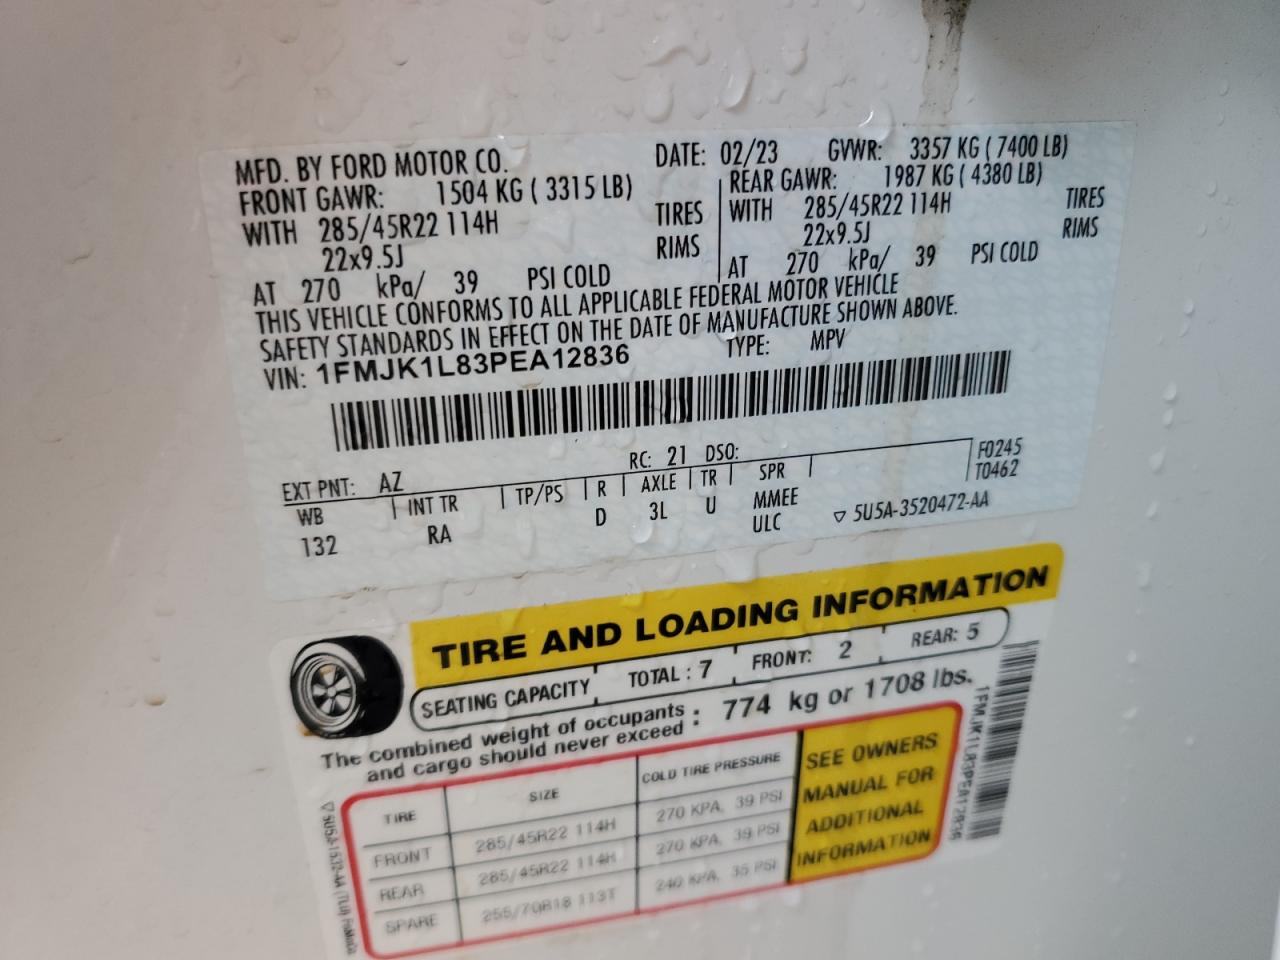 MFD. BY FORD MOTOR CO. DATE: 02/23 GVWR: 3357 KG ( 7400 LB)
FRONT GAWR: 1504 KG ( 3315 LB) REAR GAWR: 1987 KG ( 4380 LB)
WITH 285/45R22 114H TIRES WITH 285/45R22 114H TIRES
22x9.5J RIMS 22x9.5J RIMS
AT 270 kPa/ 39 PSI COLD AT 270 kPa/ 39 PSI COLD
THIS VEHICLE CONFORMS TO ALL APPLICABLE FEDERAL MOTOR VEHICLE
SAFETY STANDARDS IN EFFECT ON THE DATE OF MANUFACTURE SHOWN ABOVE.
VIN: 1FMJK1L83PEA12836 TYPE: MPV
EXT PNT: AZ RC: 21 DSO: F0245
WB INT TR TP/PS R AXLE TR SPR T0462
132 RA D 3L U MMEE
ULC ▽ 5U5A-3520472-AA
TIRE AND LOADING INFORMATION
SEATING CAPACITY TOTAL : 7 FRONT: 2 REAR: 5
The combined weight of occupants
and cargo should never exceed : 774 kg or 1708 lbs.
TIRE SIZE COLD TIRE PRESSURE
FRONT 285/45R22 114H 270 KPA, 39 PSI
REAR 285/45R22 114H 270 KPA, 39 PSI
SPARE 255/70R18 113T 240 KPA, 35 PSI
SEE OWNERS
MANUAL FOR
ADDITIONAL
INFORMATION
1FMJK1L83PEA12836
▽ 5U5A-1532-AA (TLU) FoMoCo